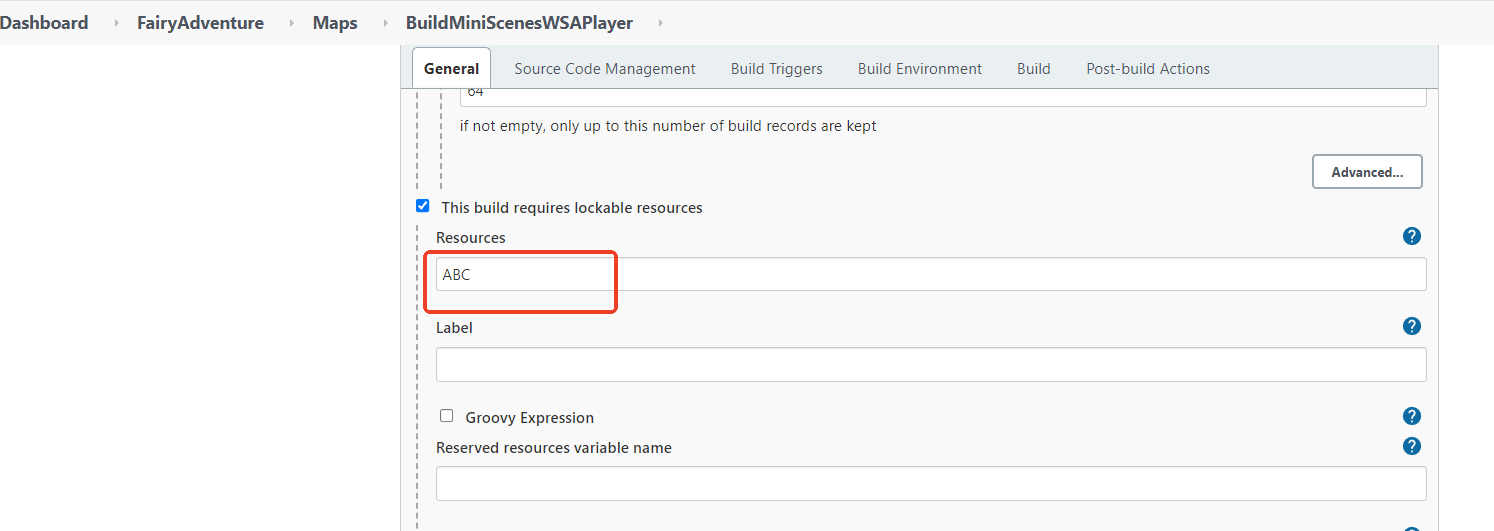 Dashboard FairyAdventure Maps BuildMiniScenesWSAPlayer
General Source Code Management Build Triggers Build Environment Build Post-build Actions
64
if not empty, only up to this number of build records are kept
Advanced...
This build requires lockable resources
Resources
?
ABC
Label
?
Groovy Expression
?
Reserved resources variable name
?